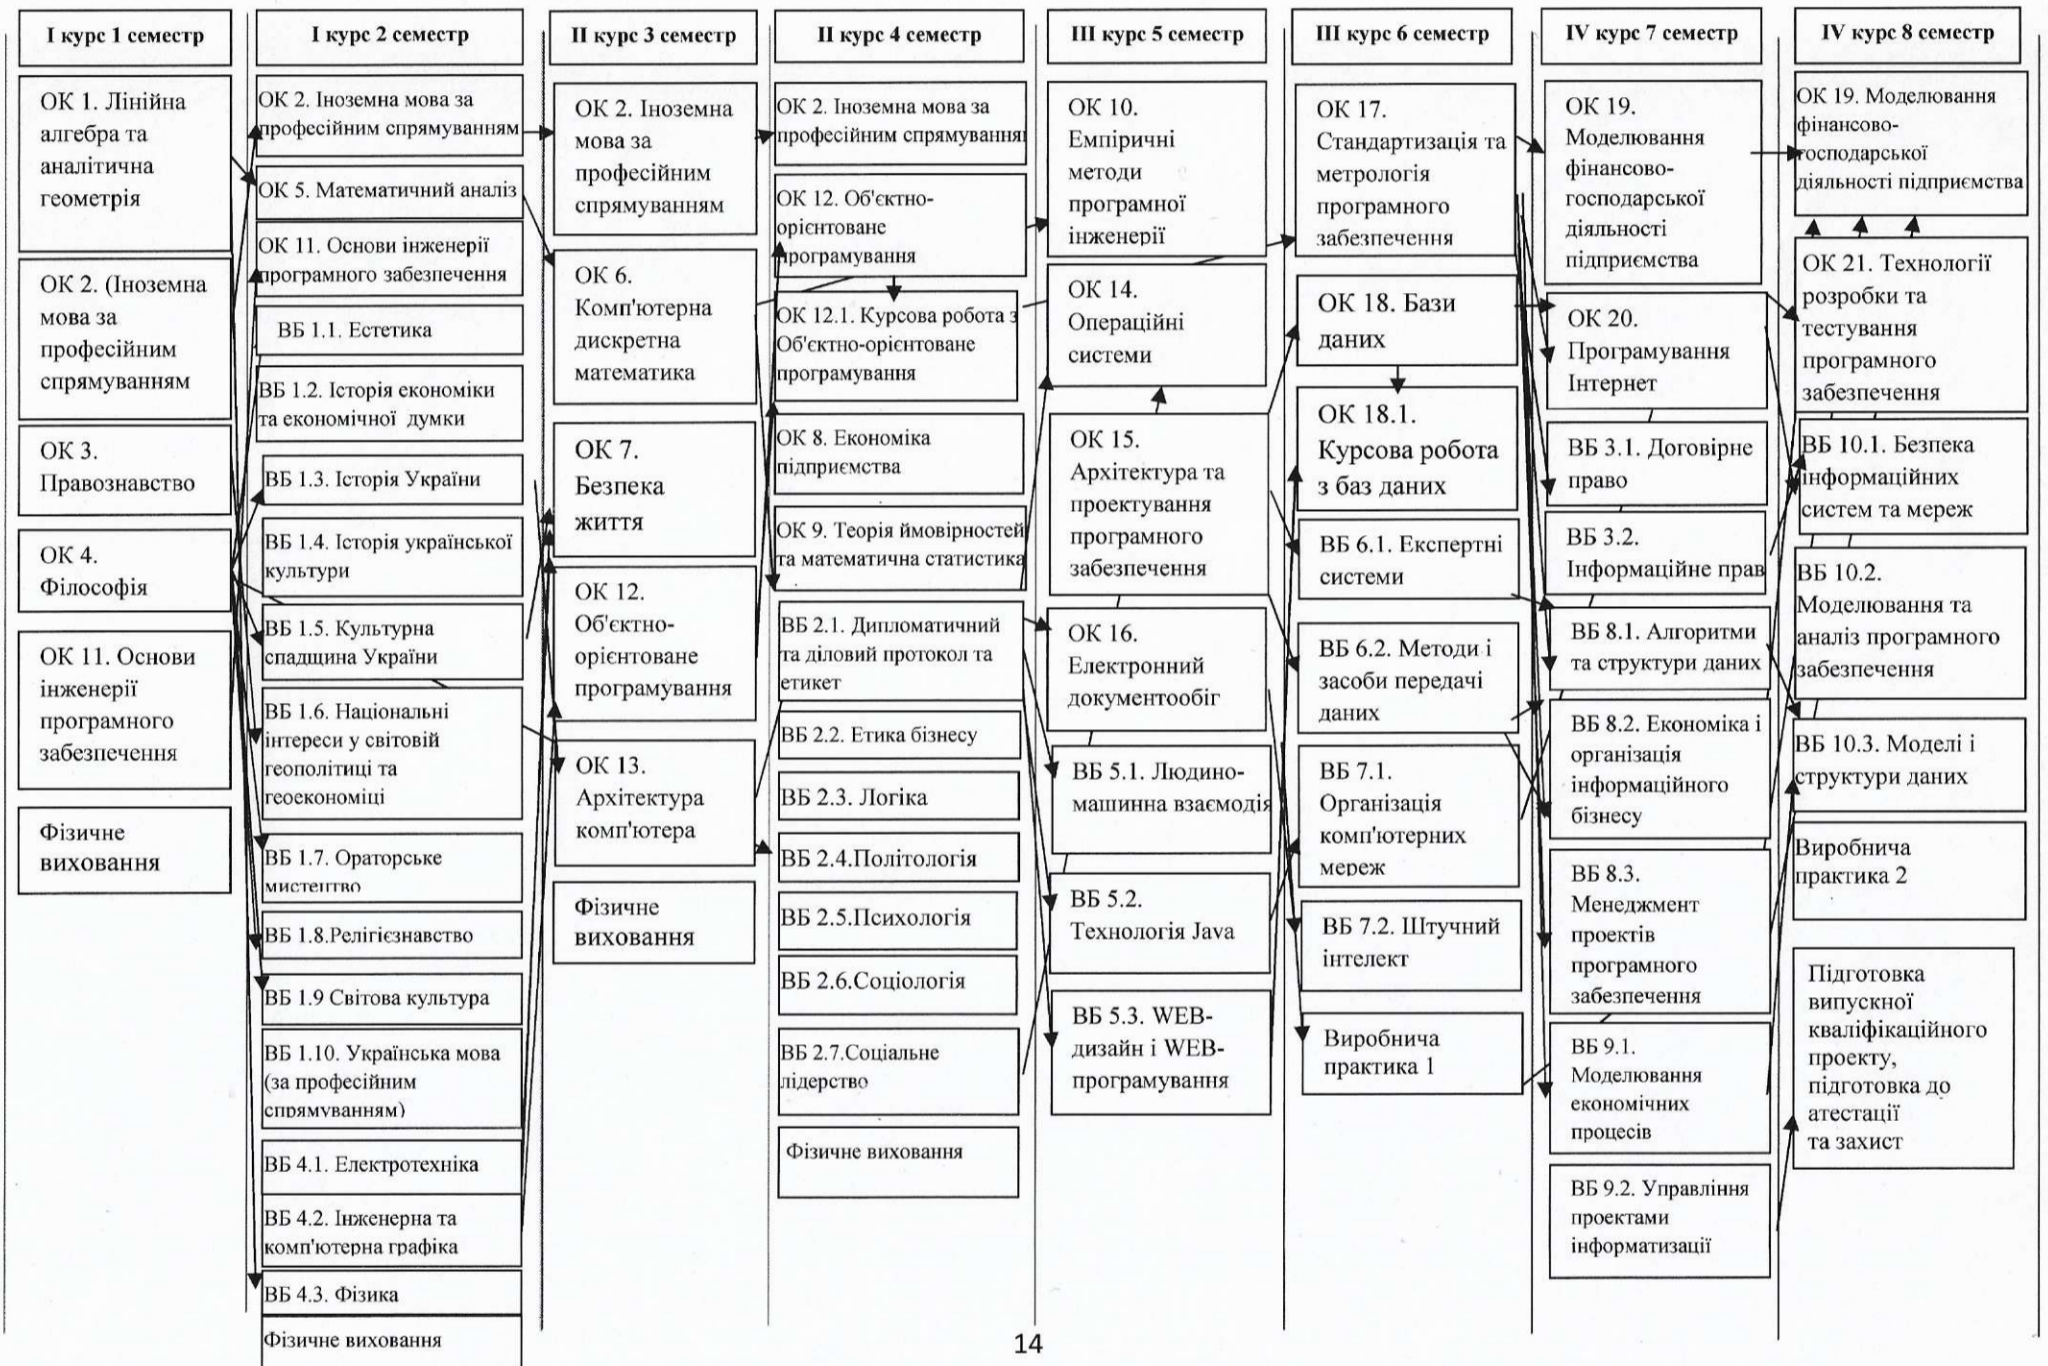 I курс 1 семестр
ОК 1. Лінійна
алгебра та
аналітична
геометрія
ОК 2. (Іноземна
мова за
професійним
спрямуванням
ОК 3.
Правознавство
ОК 4.
Філософія
ОК 11. Основи
інженерії
програмного
забезпечення
Фізичне
виховання
I курс 2 семестр
ОК 2. Іноземна мова за
професійним спрямуванням
ОК 5. Математичний аналіз
ОК 11. Основи інженерії
програмного забезпечення
ВБ 1.1. Естетика
ВБ 1.2. Історія економіки
та економічної думки
ВБ 1.3. Історія України
ВБ 1.4. Історія української
культури
ВБ 1.5. Культурна
спадщина України
ВБ 1.6. Національні
інтереси у світовій
геополітиці та
геоекономіці
ВБ 1.7. Ораторське
мистецтво
ВБ 1.8.Релігієзнавство
ВБ 1.9 Світова культура
ВБ 1.10. Українська мова
(за професійним
спрямуванням)
ВБ 4.1. Електротехніка
ВБ 4.2. Інженерна та
комп'ютерна графіка
ВБ 4.3. Фізика
Фізичне виховання
II курс 3 семестр
ОК 2. Іноземна
мова за
професійним
спрямуванням
ОК 6.
Комп'ютерна
дискретна
математика
ОК 7.
Безпека
життя
ОК 12.
Об'єктно-
орієнтоване
програмування
ОК 13.
Архітектура
комп'ютера
Фізичне
виховання
II курс 4 семестр
ОК 2. Іноземна мова за
професійним спрямування
ОК 12. Об'єктно-
орієнтоване
програмування
ОК 12.1. Курсова робота з
Об'єктно-орієнтоване
програмування
ОК 8. Економіка
підприємства
ОК 9. Теорія ймовірностей
та математична статистика
ВБ 2.1. Дипломатичний
та діловий протокол та
етикет
ВБ 2.2. Етика бізнесу
ВБ 2.3. Логіка
ВБ 2.4.Політологія
ВБ 2.5.Психологія
ВБ 2.6.Соціологія
ВБ 2.7.Соціальне
лідерство
Фізичне виховання
III курс 5 семестр
ОК 10.
Емпіричні
методи
програмної
інженерії
ОК 14.
Операційні
системи
ОК 15.
Архітектура та
проектування
програмного
забезпечення
ОК 16.
Електронний
документообіг
ВБ 5.1. Людино-
машинна взаємодія
ВБ 5.2.
Технологія Java
ВБ 5.3. WEB-
дизайн і WEB-
програмування
III курс 6 семестр
ОК 17.
Стандартизація та
метрологія
програмного
забезпечення
ОК 18. Бази
даних
ОК 18.1.
Курсова робота
з баз даних
ВБ 6.1. Експертні
системи
ВБ 6.2. Методи і
засоби передачі
даних
ВБ 7.1.
Організація
комп'ютерних
мереж
ВБ 7.2. Штучний
інтелект
Виробнича
практика 1
IV курс 7 семестр
ОК 19.
Моделювання
фінансово-
господарської
діяльності
підприємства
ОК 20.
Програмування
Інтернет
ВБ 3.1. Договірне
право
ВБ 3.2.
Інформаційне прав
ВБ 8.1. Алгоритми
та структури даних
ВБ 8.2. Економіка і
організація
інформаційного
бізнесу
ВБ 8.3.
Менеджмент
проектів
програмного
забезпечення
ВБ 9.1.
Моделювання
економічних
процесів
ВБ 9.2. Управління
проектами
інформатизації
IV курс 8 семестр
ОК 19. Моделювання
фінансово-
господарської
діяльності підприємства
ОК 21. Технології
розробки та
тестування
програмного
забезпечення
ВБ 10.1. Безпека
інформаційних
систем та мереж
ВБ 10.2.
Моделювання та
аналіз програмного
забезпечення
ВБ 10.3. Моделі і
структури даних
Виробнича
практика 2
Підготовка
випускної
кваліфікаційного
проекту,
підготовка до
атестації
та захист
14